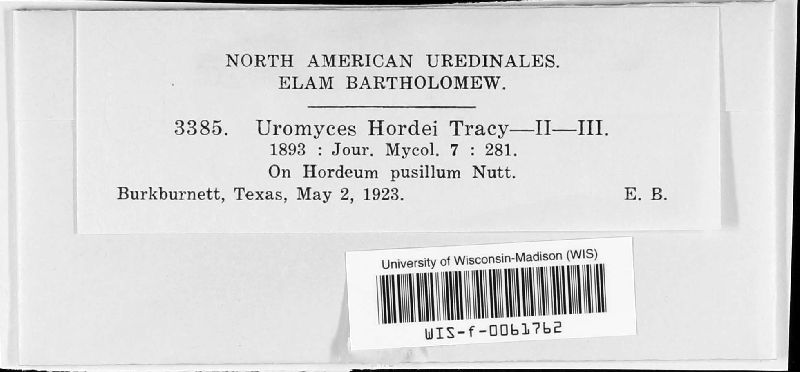 NORTH AMERICAN UREDINALES.
ELAM BARTHOLOMEW.
3385. Uromyces Hordei Tracy—II—III.
1893 : Jour. Mycol. 7 : 281.
On Hordeum pusillum Nutt.
Burkburnett, Texas, May 2, 1923. E. B.
University of Wisconsin-Madison (WIS)
WIS-f-0061762